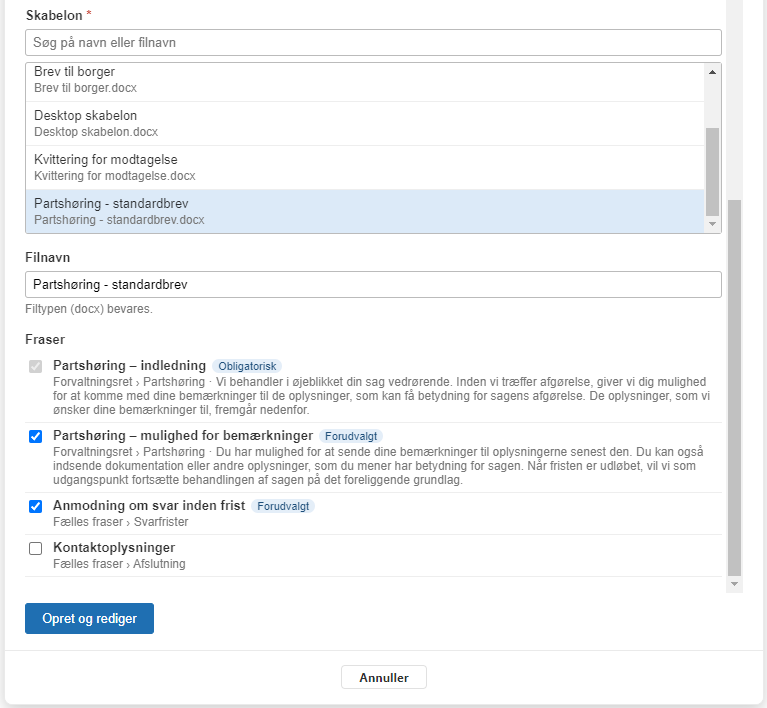 Skabelon *
Søg på navn eller filnavn
Brev til borger
Brev til borger.docx
Desktop skabelon
Desktop skabelon.docx
Kvittering for modtagelse
Kvittering for modtagelse.docx
Partshøring - standardbrev
Partshøring - standardbrev.docx
Filnavn
Partshøring - standardbrev
Filtypen (docx) bevares.
Fraser
Partshøring – indledning Obligatorisk
Forvaltningsret › Partshøring · Vi behandler i øjeblikket din sag vedrørende. Inden vi træffer afgørelse, giver vi dig mulighed
for at komme med dine bemærkninger til de oplysninger, som kan få betydning for sagens afgørelse. De oplysninger, som vi
ønsker dine bemærkninger til, fremgår nedenfor.
Partshøring – mulighed for bemærkninger Forudvalgt
Forvaltningsret › Partshøring · Du har mulighed for at sende dine bemærkninger til oplysningerne senest den. Du kan også
indsende dokumentation eller andre oplysninger, som du mener har betydning for sagen. Når fristen er udløbet, vil vi som
udgangspunkt fortsætte behandlingen af sagen på det foreliggende grundlag.
Anmodning om svar inden frist Forudvalgt
Fælles fraser › Svarfrister
Kontaktoplysninger
Fælles fraser › Afslutning
Opret og rediger
Annuller